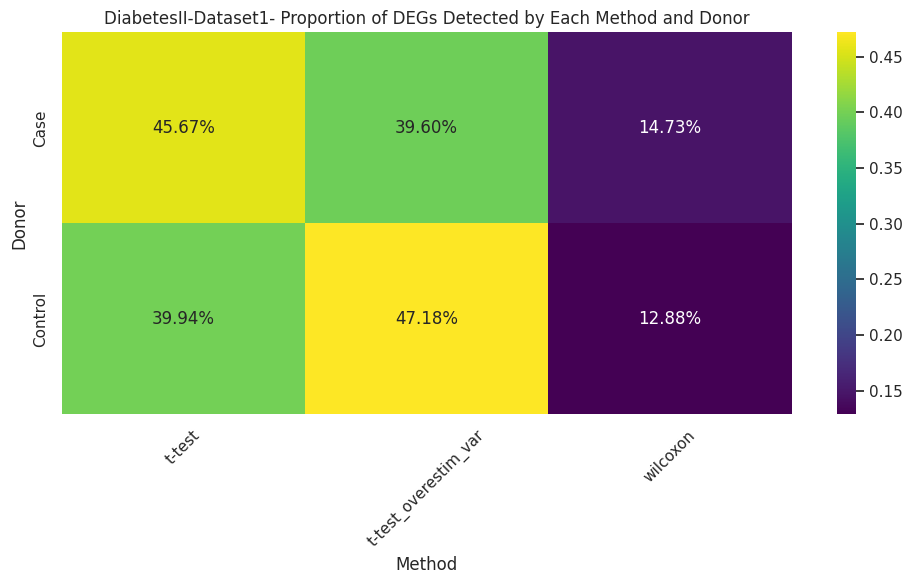 DiabetesII-Dataset1- Proportion of DEGs Detected by Each Method and Donor
Donor
Case
Control
45.67%
39.60%
14.73%
39.94%
47.18%
12.88%
t-test
t-test_overestim_var
wilcoxon
Method
0.45
0.40
0.35
0.30
0.25
0.20
0.15